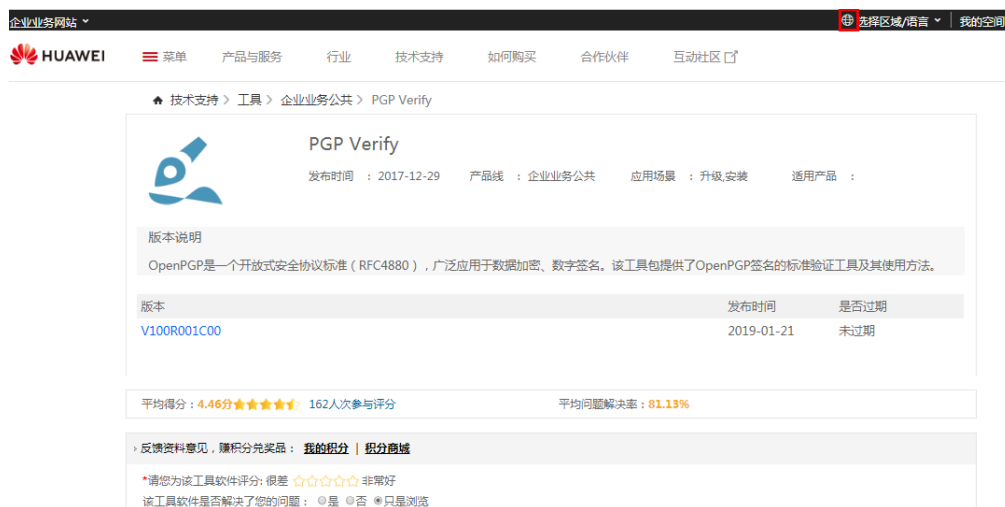 企业业务网站 选择区域/语言 我的空间
HUAWEI 菜单 产品与服务 行业 技术支持 如何购买 合作伙伴 互动社区
技术支持 > 工具 > 企业业务公共 > PGP Verify
PGP Verify
发布时间 : 2017-12-29 产品线 : 企业业务公共 应用场景 : 升级,安装 适用产品 :
版本说明
OpenPGP是一个开放式安全协议标准（RFC4880），广泛应用于数据加密、数字签名。该工具包提供了OpenPGP签名的标准验证工具及其使用方法。
版本 发布时间 是否过期
V100R001C00 2019-01-21 未过期
平均得分：4.46分 162人次参与评分 平均问题解决率：81.13%
反馈资料意见，赚积分兑奖品： 我的积分 | 积分商城
*请您为该工具软件评分: 很差 非常好
该工具软件是否解决了您的问题： 是 否 只是浏览